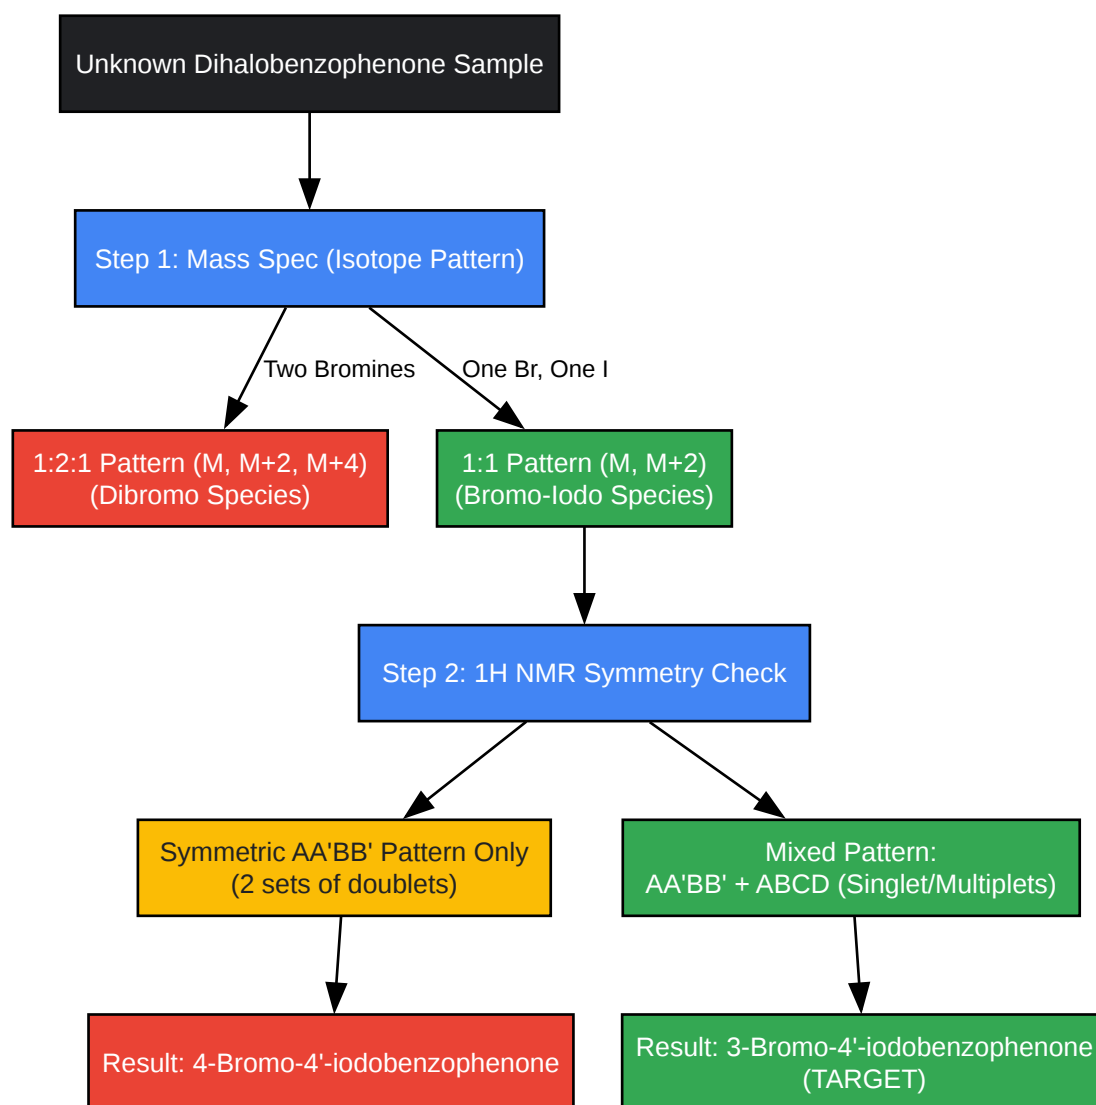 Unknown Dihalobenzophenone Sample
Step 1: Mass Spec (Isotope Pattern)
Two Bromines
One Br, One I
1:2:1 Pattern (M, M+2, M+4)
(Dibromo Species)
1:1 Pattern (M, M+2)
(Bromo-Iodo Species)
Step 2: 1H NMR Symmetry Check
Symmetric AA'BB' Pattern Only
(2 sets of doublets)
Mixed Pattern:
AA'BB' + ABCD (Singlet/Multiplets)
Result: 4-Bromo-4'-iodobenzophenone
Result: 3-Bromo-4'-iodobenzophenone
(TARGET)